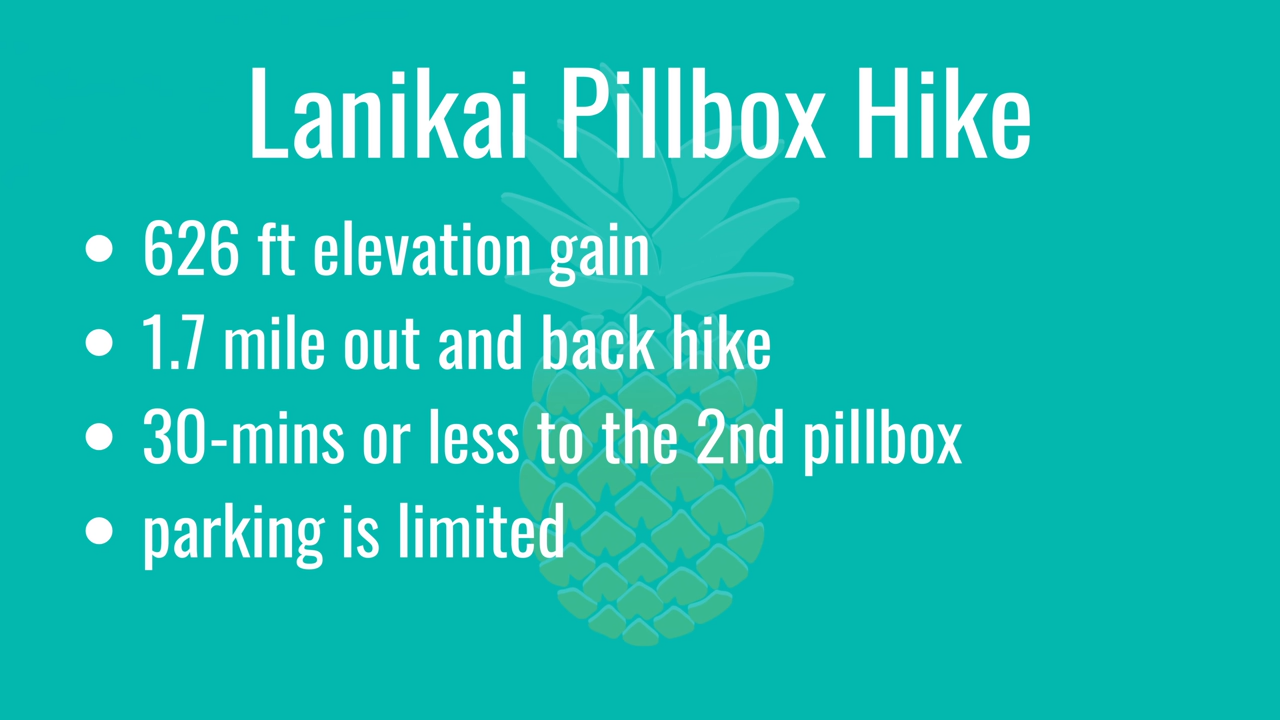 Lanikai Pillbox Hike
• 626 ft elevation gain
• 1.7 mile out and back hike
• 30-mins or less to the 2nd pillbox
• parking is limited